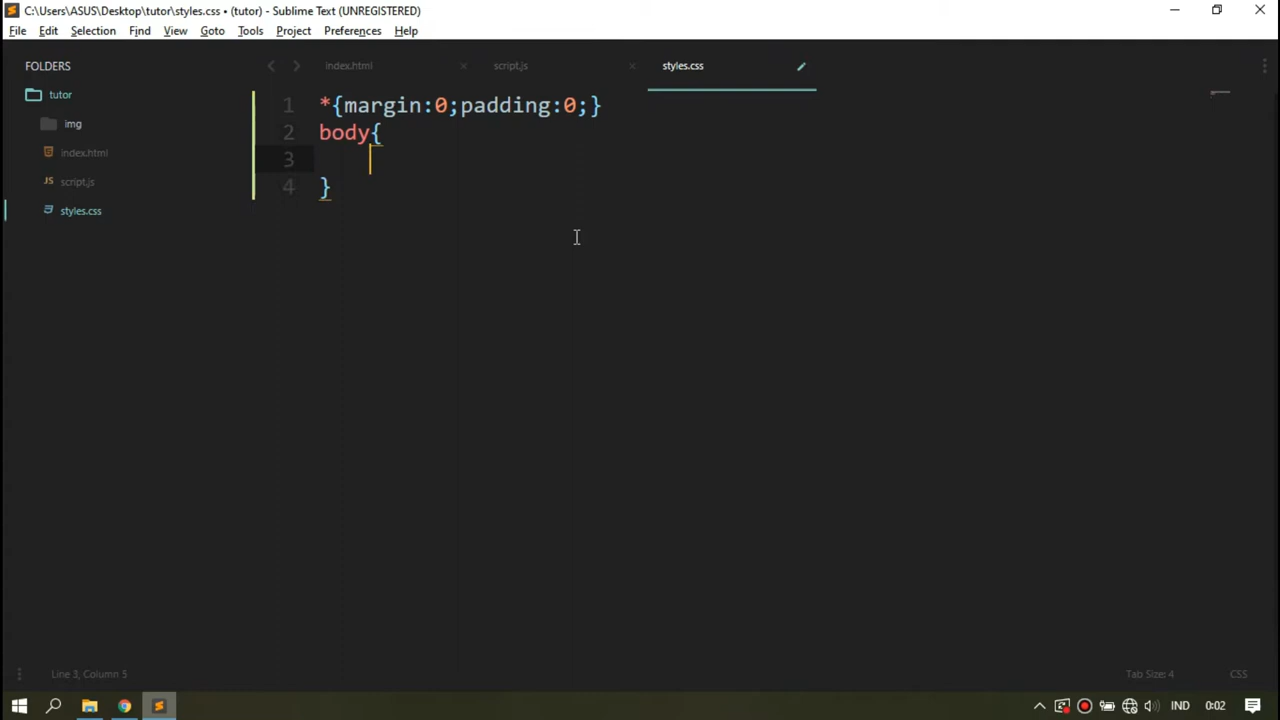 C:\Users\ASUS\Desktop\tutor\styles.css • (tutor) - Sublime Text (UNREGISTERED)
File Edit Selection Find View Goto Tools Project Preferences Help
FOLDERS
tutor
img
index.html
script.js
styles.css
index.html script.js styles.css
1 *{margin:0;padding:0;}
2 body{
3
4 }
Line 3, Column 5
Tab Size: 4 CSS
IND 0:02